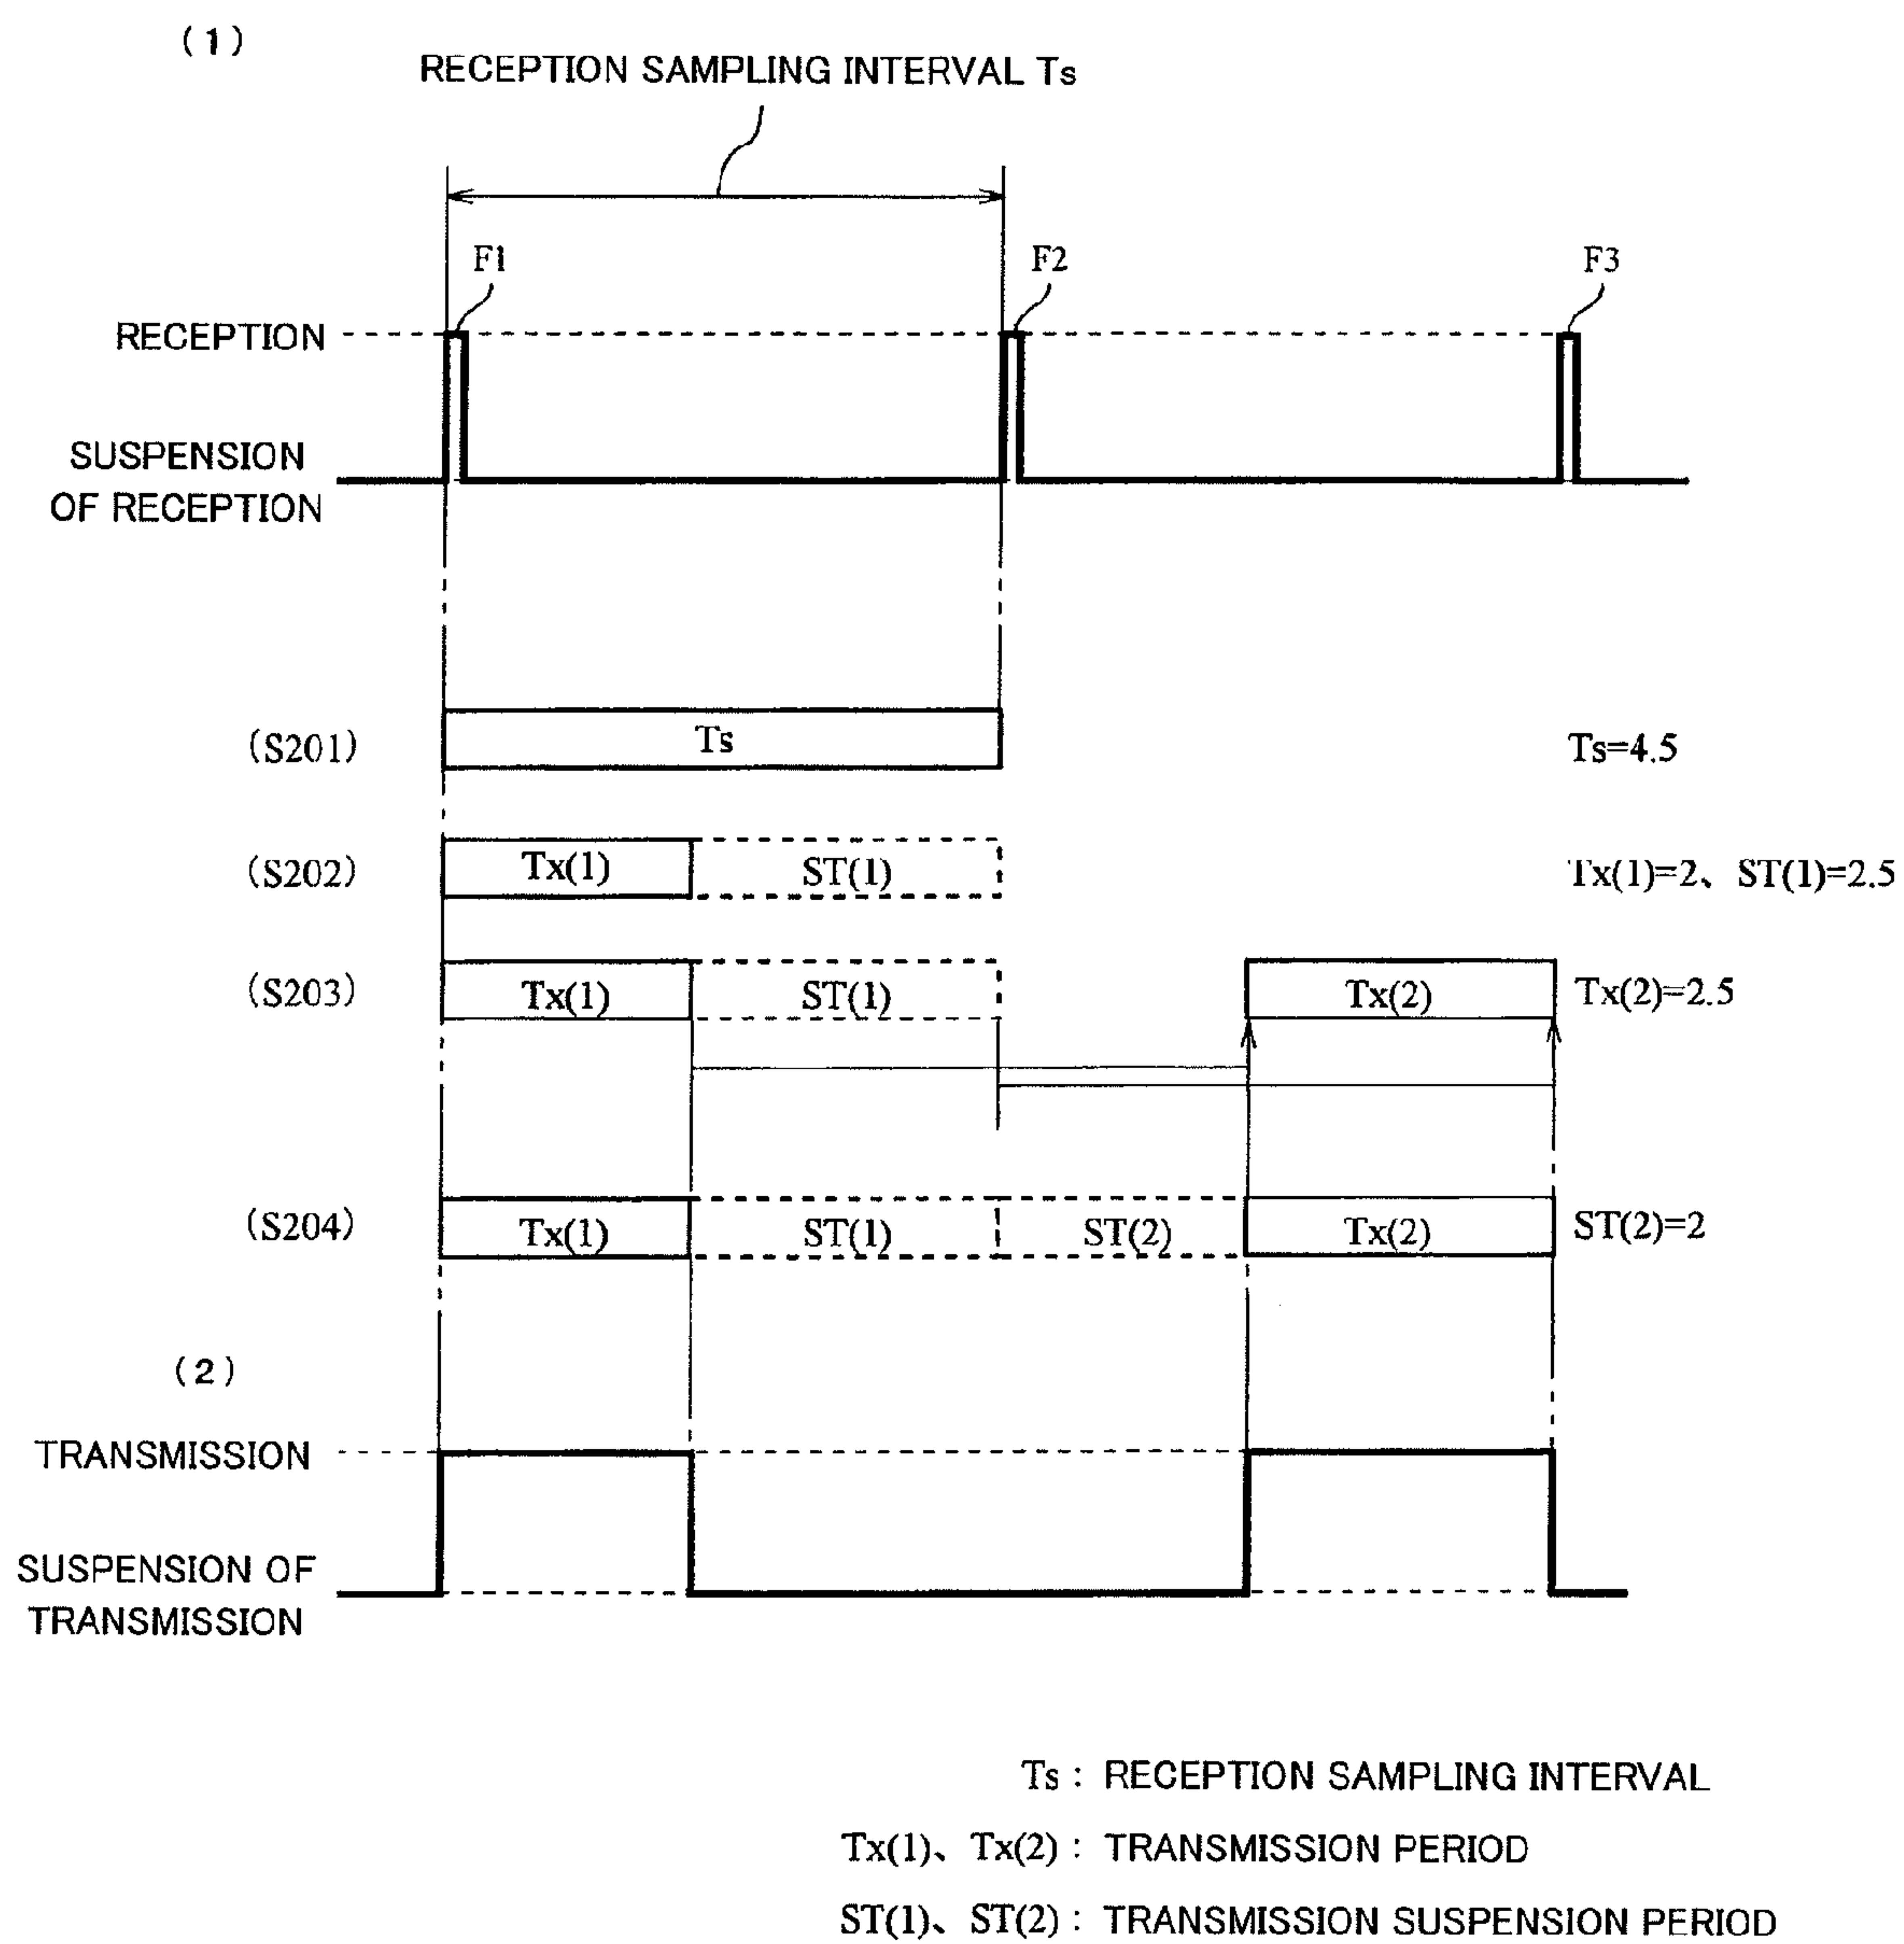 (1)
RECEPTION SAMPLING INTERVAL Ts
F1
F2
F3
RECEPTION
SUSPENSION
OF RECEPTION
(S201)
Ts
Ts=4.5
(S202)
Tx(1)
ST(1)
Tx(1)=2、ST(1)=2.5
(S203)
Tx(1)
ST(1)
Tx(2)
Tx(2)=2.5
(S204)
Tx(1)
ST(1)
ST(2)
Tx(2)
ST(2)=2
(2)
TRANSMISSION
SUSPENSION OF
TRANSMISSION
Ts : RECEPTION SAMPLING INTERVAL
Tx(1)、Tx(2) : TRANSMISSION PERIOD
ST(1)、ST(2) : TRANSMISSION SUSPENSION PERIOD